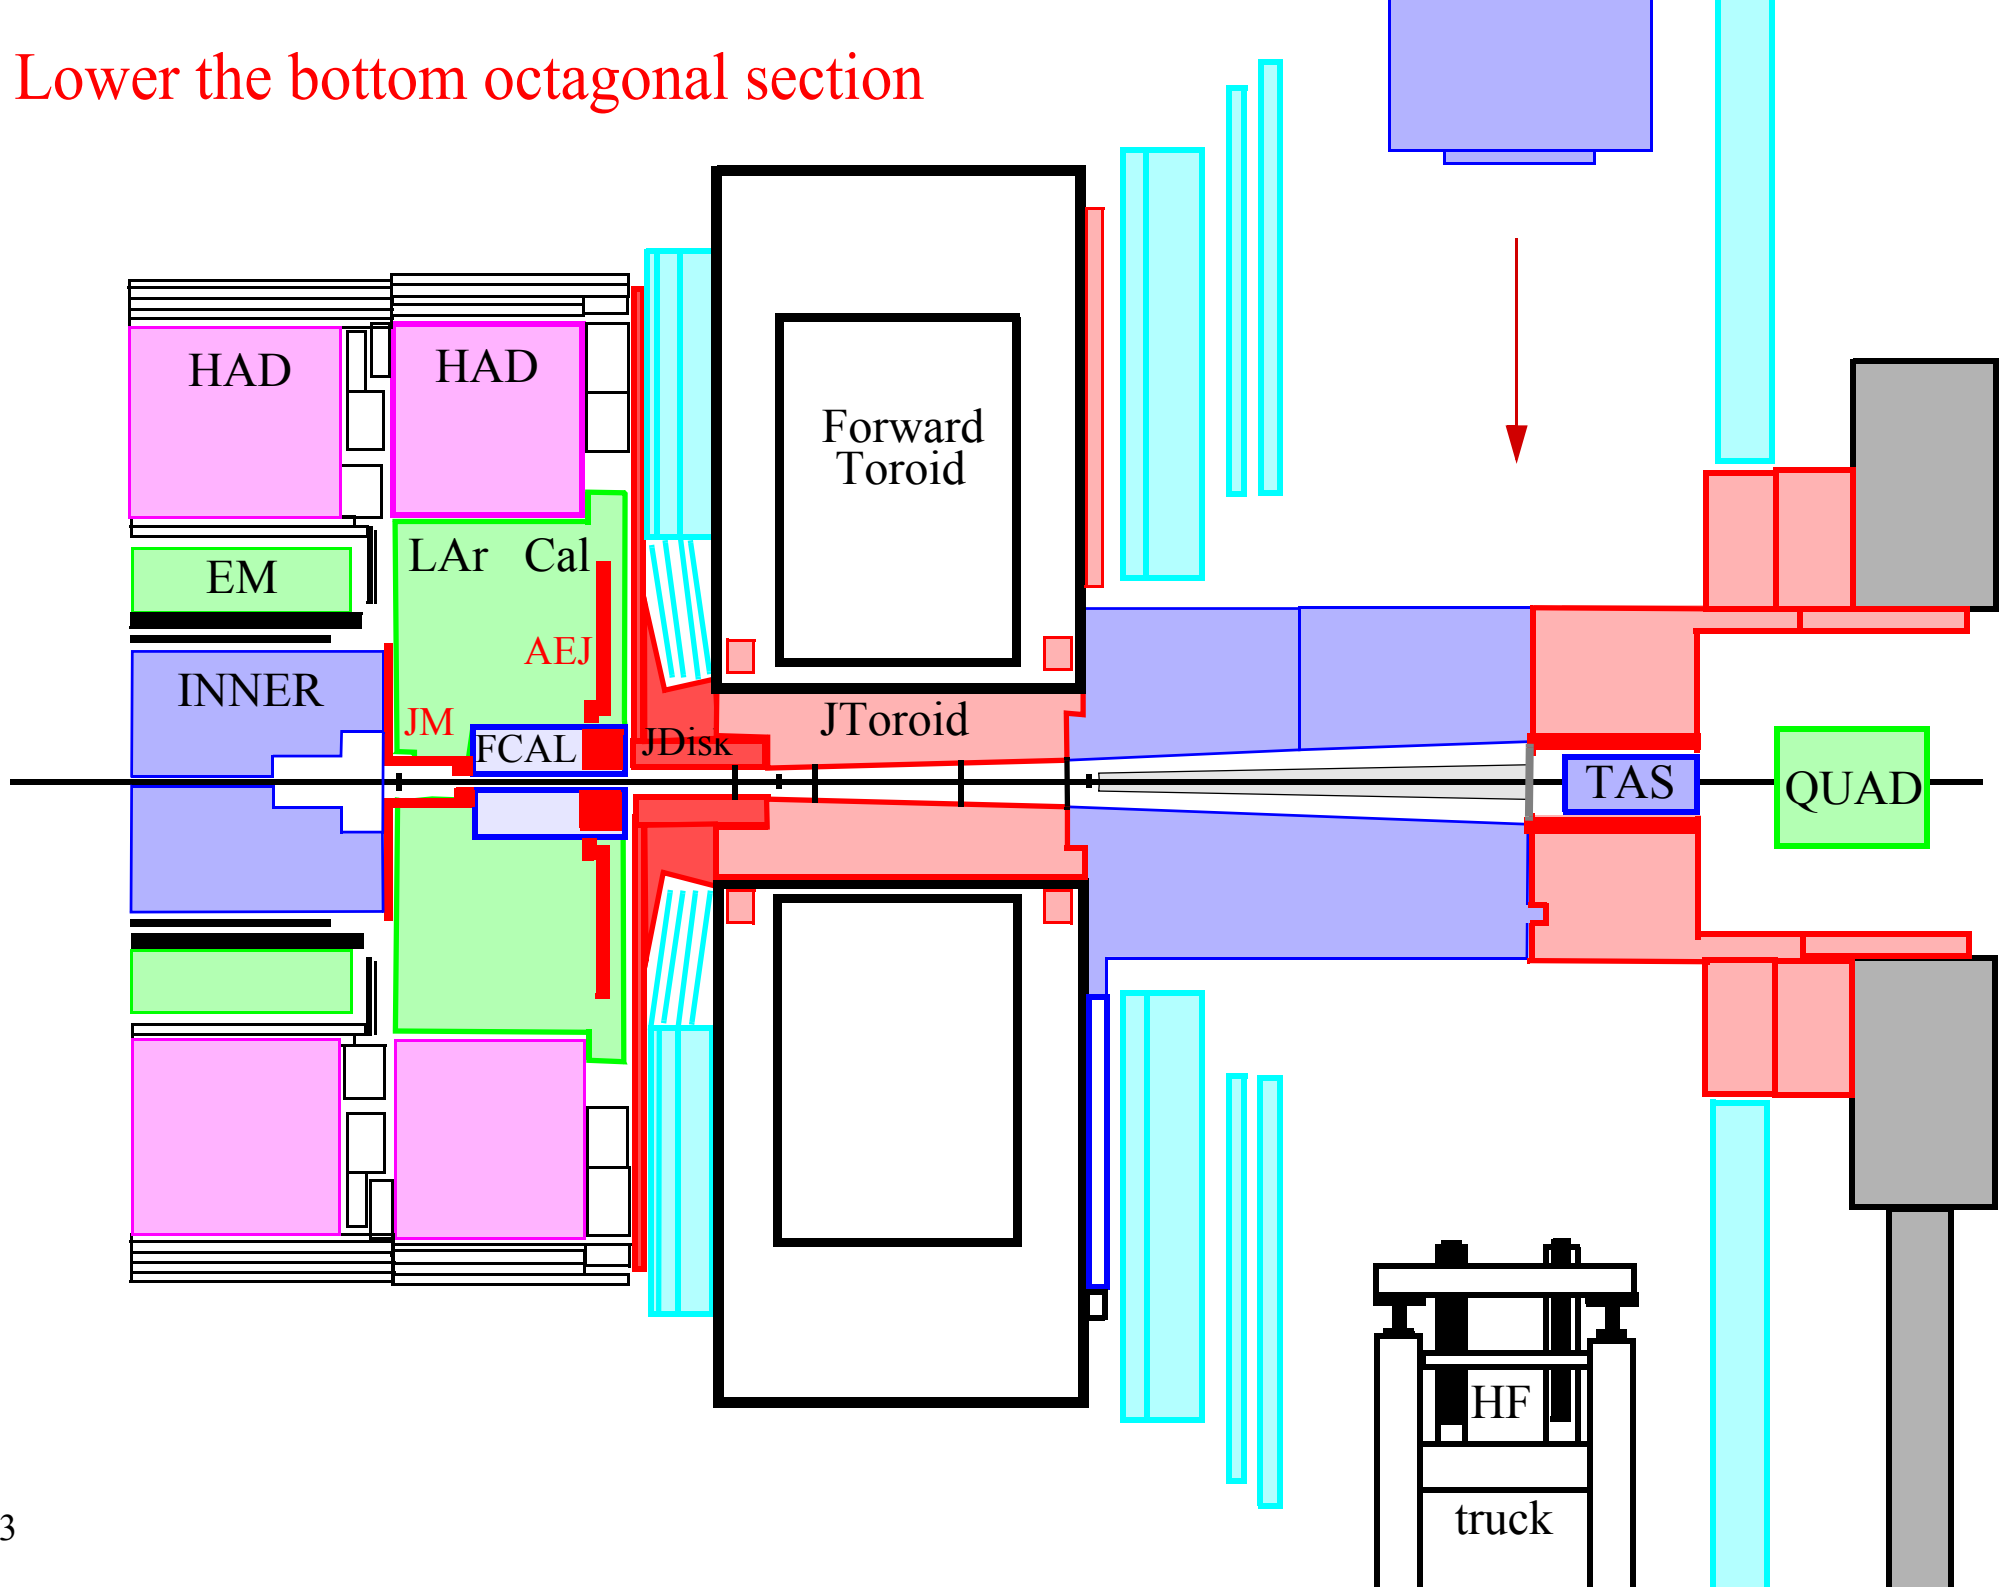 Lower the bottom octagonal section
HAD
HAD
Forward
Toroid
LAr Cal
EM
AEJ
INNER
JM
FCAL
JDisk
JToroid
TAS
QUAD
HF
truck
3